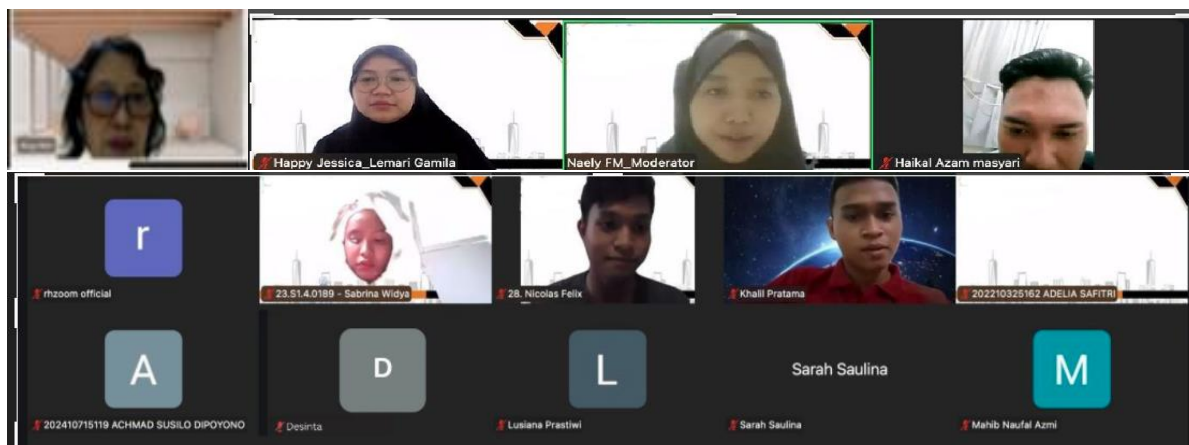 Happy Jessica_Lemari Gamila
Naely FM_Moderator
Haikal Azam masyari
r
rhzoom official
23.51.4.0189 - Sabrina Widya
28. Nicolas Felix
Khalil Pratama
202210325162 ADELIA SAFITRI
A
D
L
Sarah Saulina
M
202410715119 ACHMAD SUSILO DIPOYONO
Desinta
Lusiana Prastiwi
Sarah Saulina
Mahib Naufal Azmi